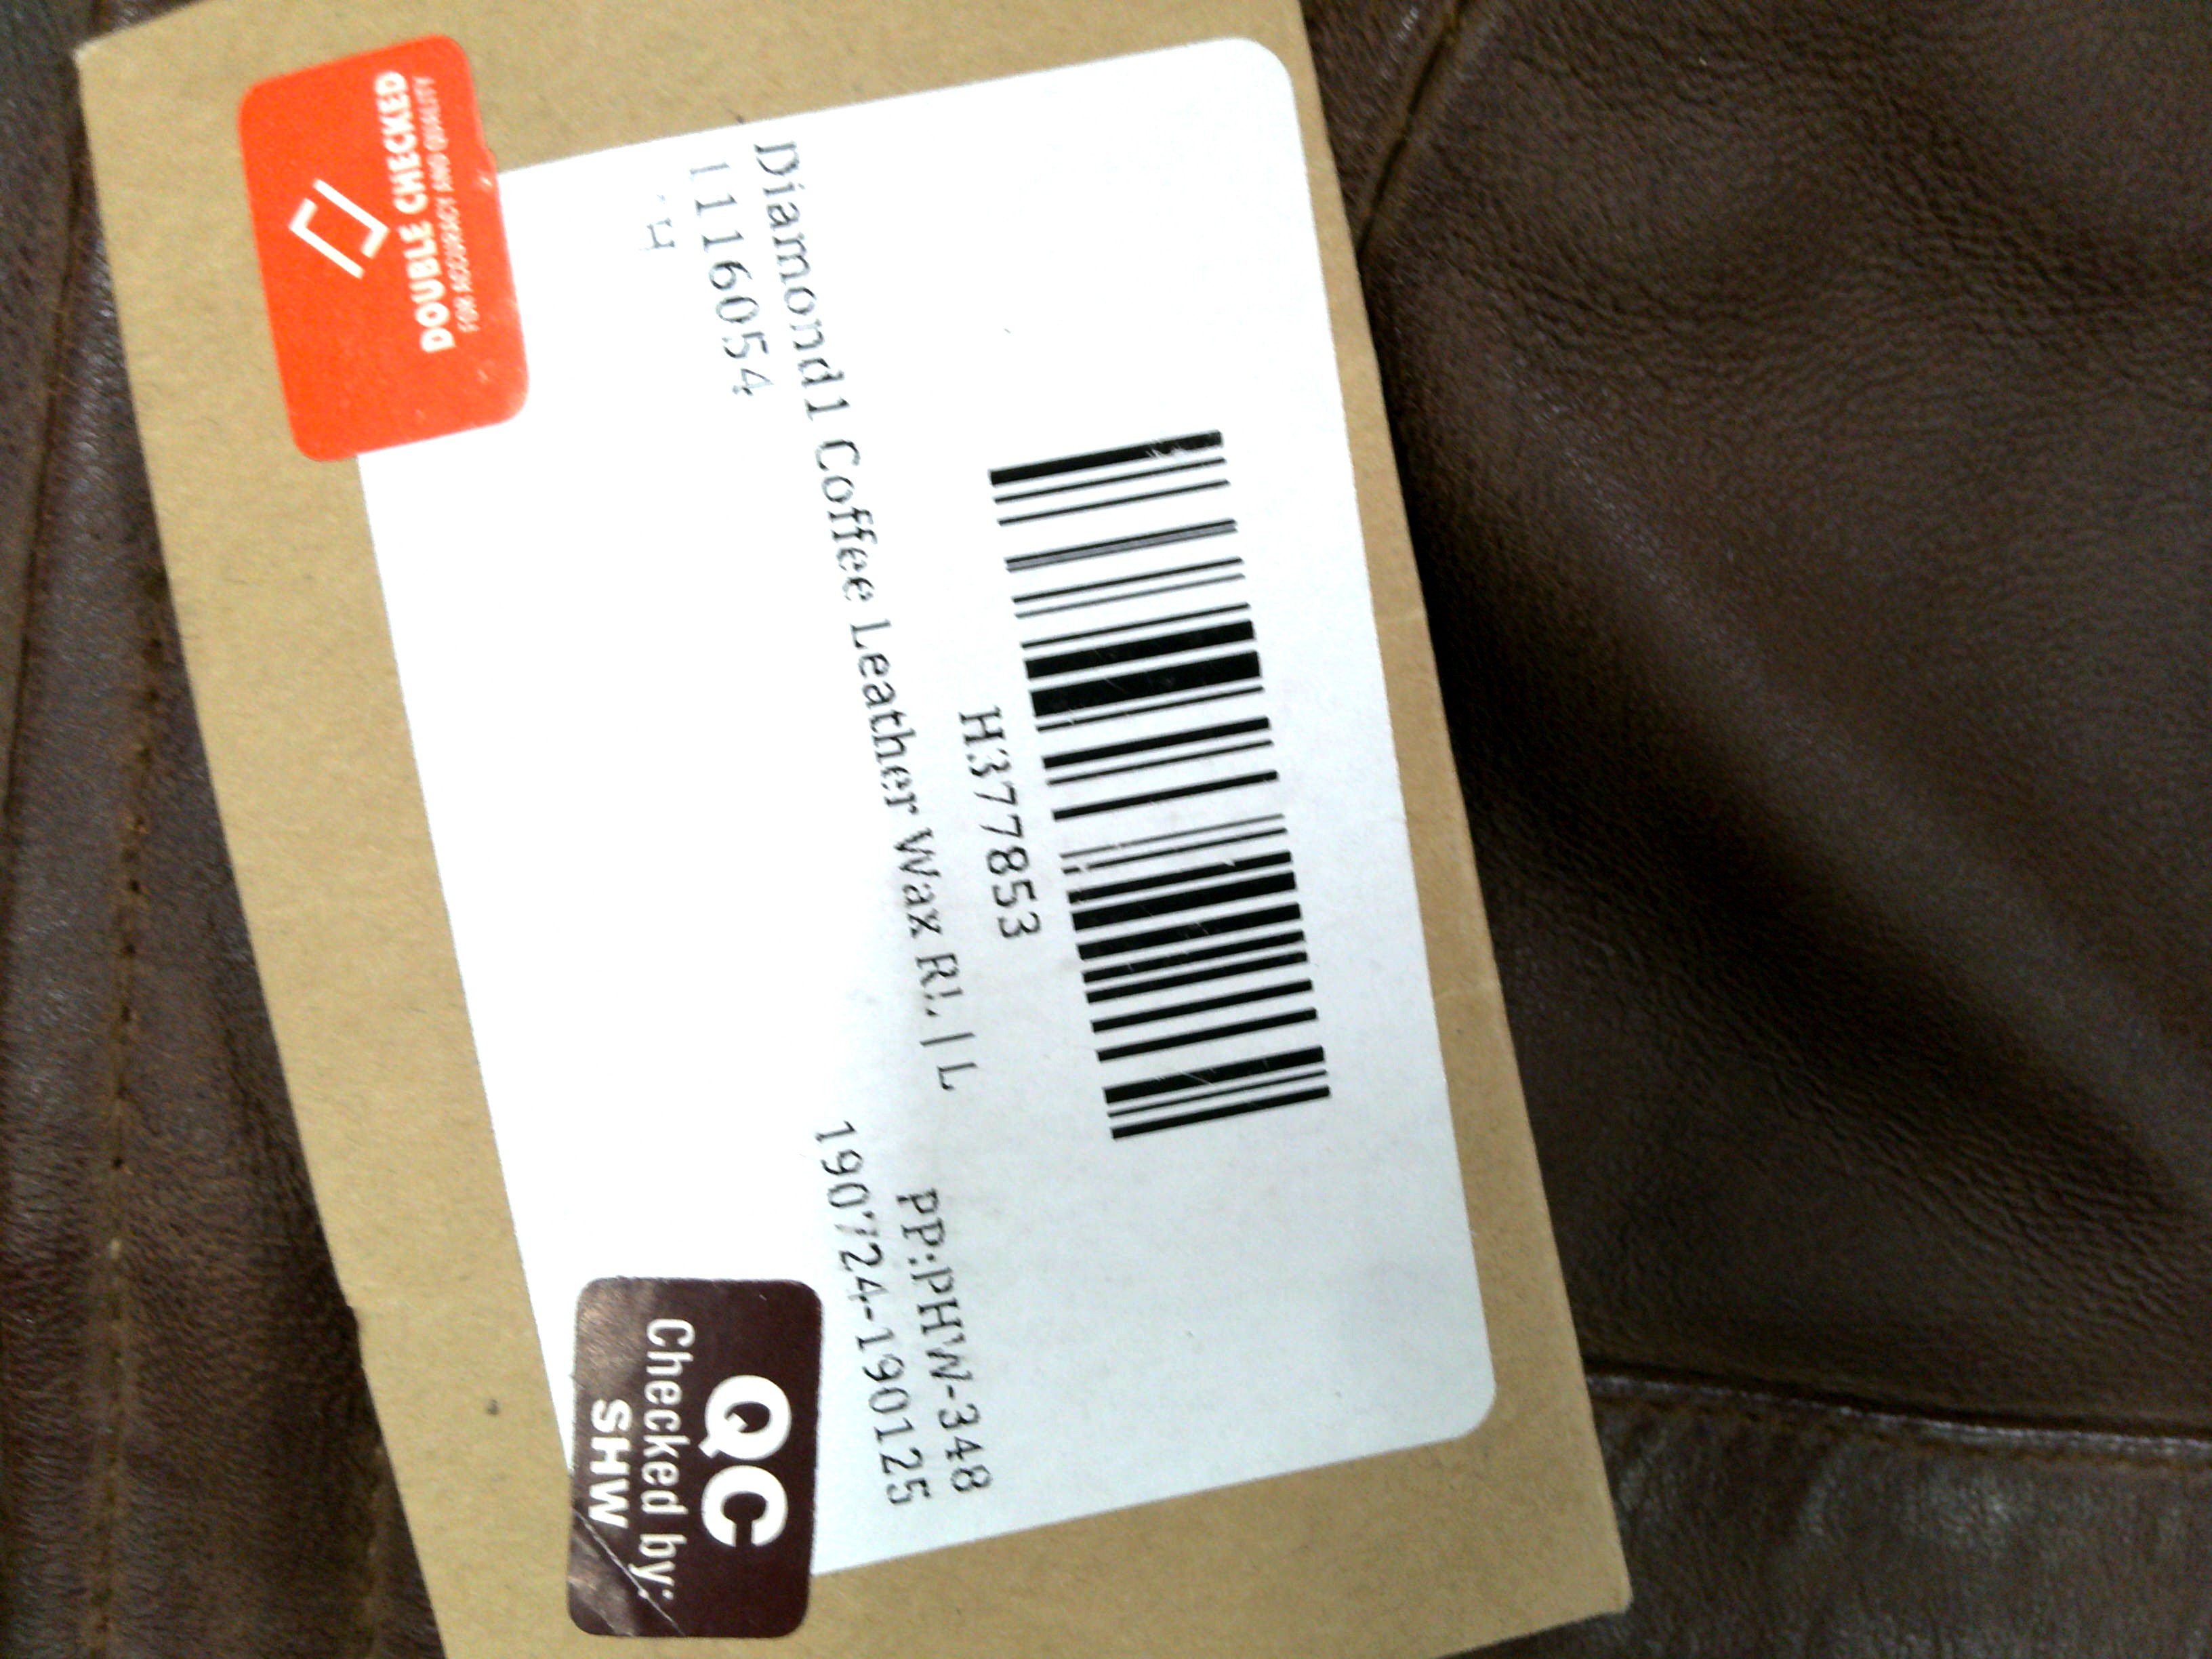 H377853
Diamond1 Coffee Leather Wax RL | L
1116054
PP:PHW-348
190724-190125
DOUBLE CHECKED
FOR ACCURACY AND QUALITY
QC
Checked by:
SHW